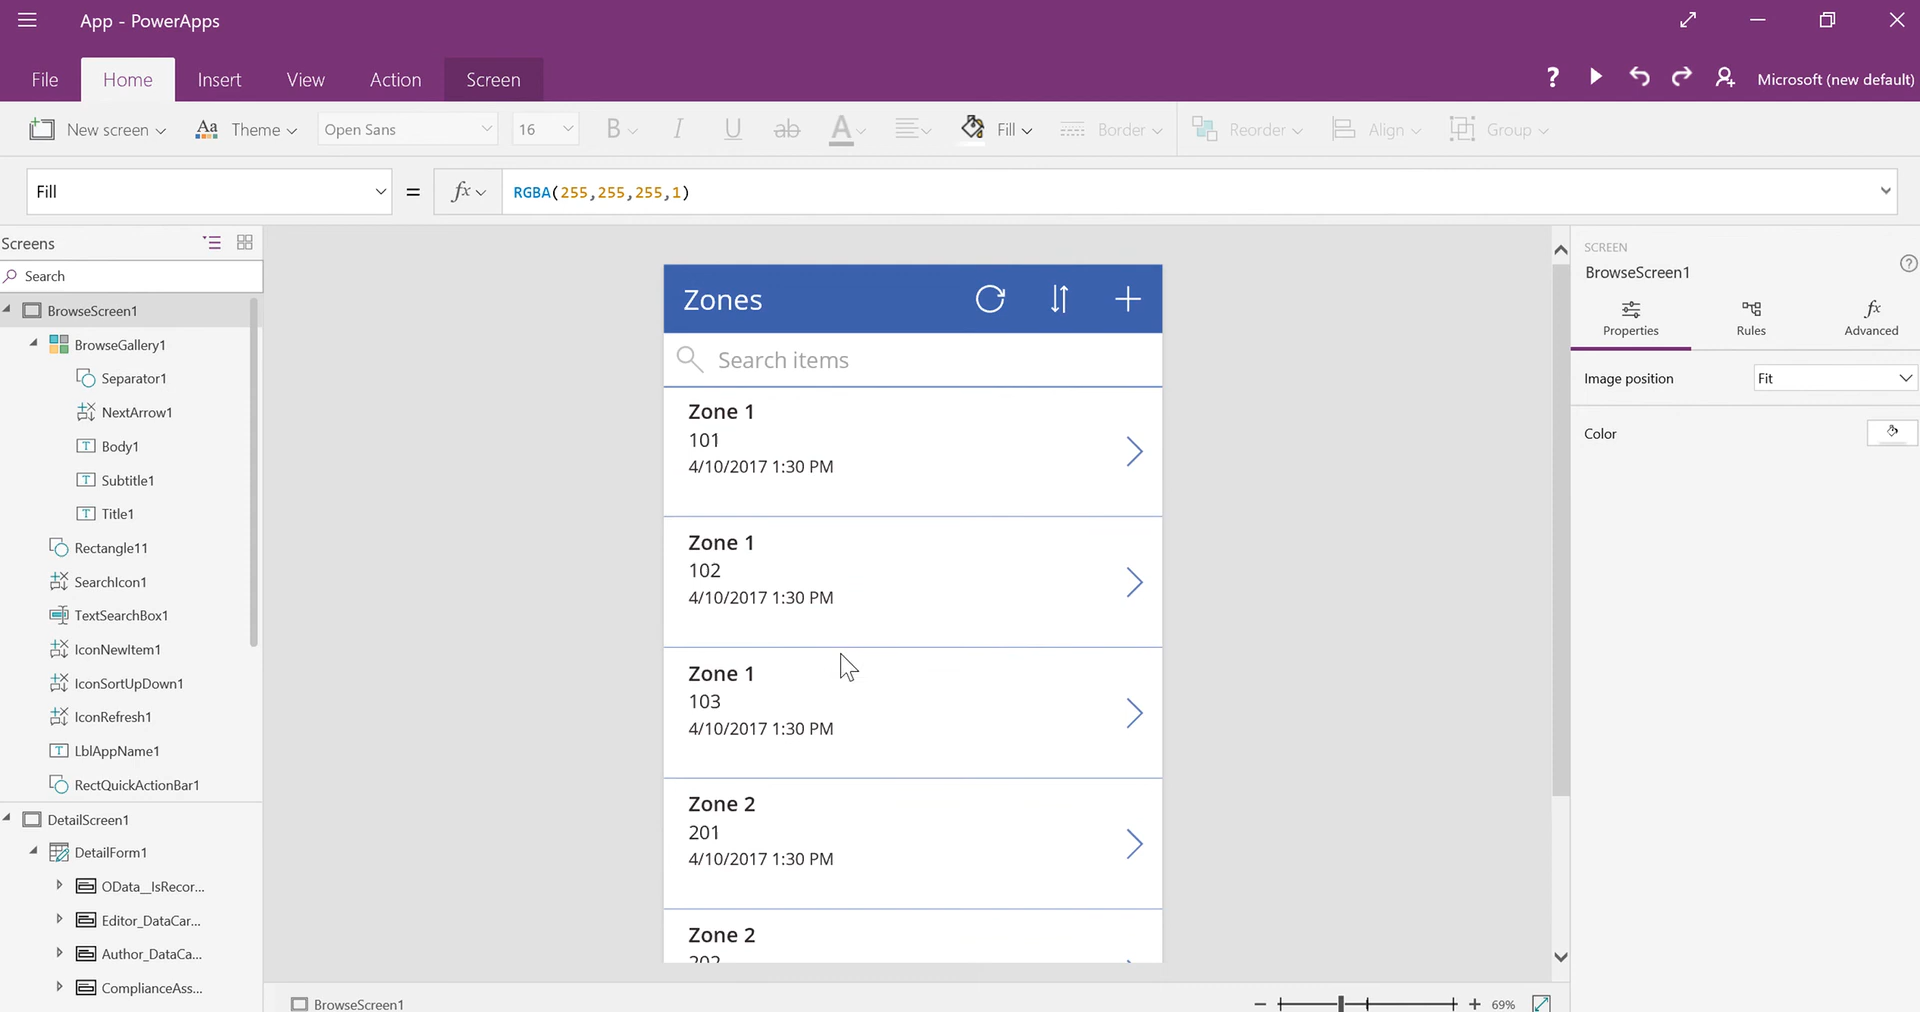 App - PowerApps
File Home Insert View Action Screen
? Microsoft (new default)
New screen Aa Theme Open Sans 16 B I U ab A Fill Border Reorder Align Group
Fill = fx RGBA(255,255,255,1)
Screens
Search
BrowseScreen1
BrowseGallery1
Separator1
NextArrow1
Body1
Subtitle1
Title1
Rectangle11
SearchIcon1
TextSearchBox1
IconNewItem1
IconSortUpDown1
IconRefresh1
LblAppName1
RectQuickActionBar1
DetailScreen1
DetailForm1
OData__IsRecor...
Editor_DataCar...
Author_DataCa...
ComplianceAss...
Zones
Search items
Zone 1
101
4/10/2017 1:30 PM
Zone 1
102
4/10/2017 1:30 PM
Zone 1
103
4/10/2017 1:30 PM
Zone 2
201
4/10/2017 1:30 PM
Zone 2
202
BrowseScreen1
69%
SCREEN
BrowseScreen1
Properties Rules Advanced
Image position Fit
Color